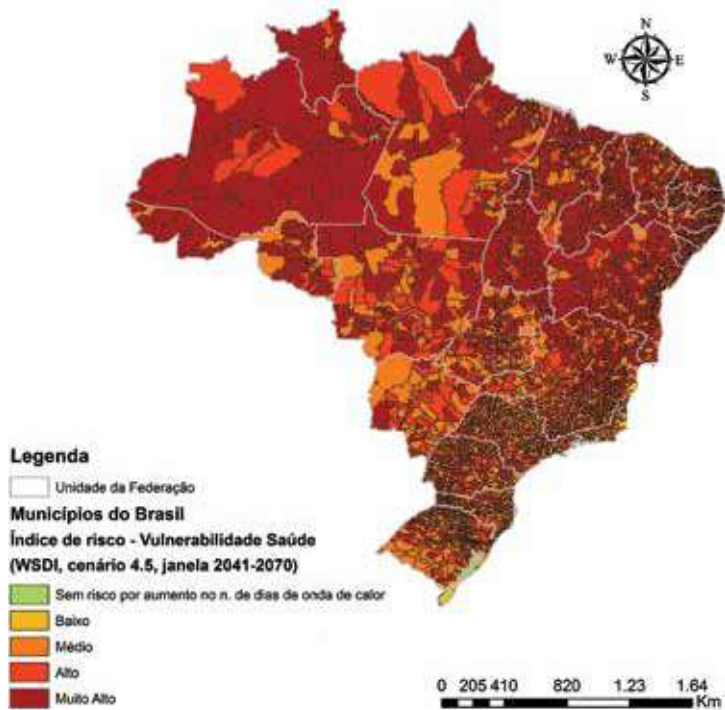 N
W E
S
Legenda
Unidade da Federação
Municípios do Brasil
Índice de risco - Vulnerabilidade Saúde
(WSDI, cenário 4.5, janela 2041-2070)
Sem risco por aumento no n. de dias de onda de calor
Baixo
Médio
Alto
Muito Alto
0 205 410 820 1.23 1.64
Km